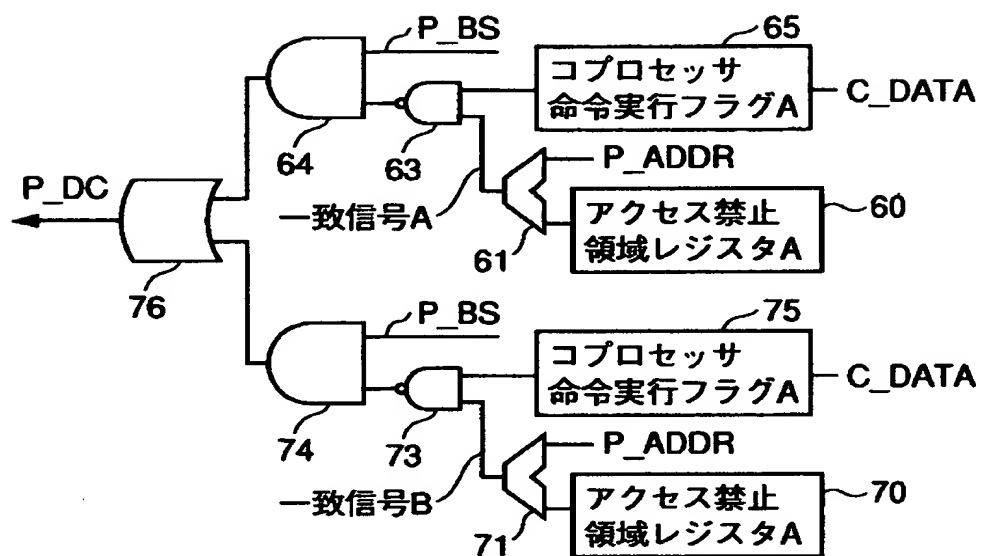 65
P_BS
コプロセッサ
命令実行フラグA
C_DATA
64
63
P_ADDR
P_DC
一致信号A
アクセス禁止
領域レジスタA
60
61
76
P_BS
75
コプロセッサ
命令実行フラグA
C_DATA
74
73
P_ADDR
一致信号B
アクセス禁止
領域レジスタA
70
71